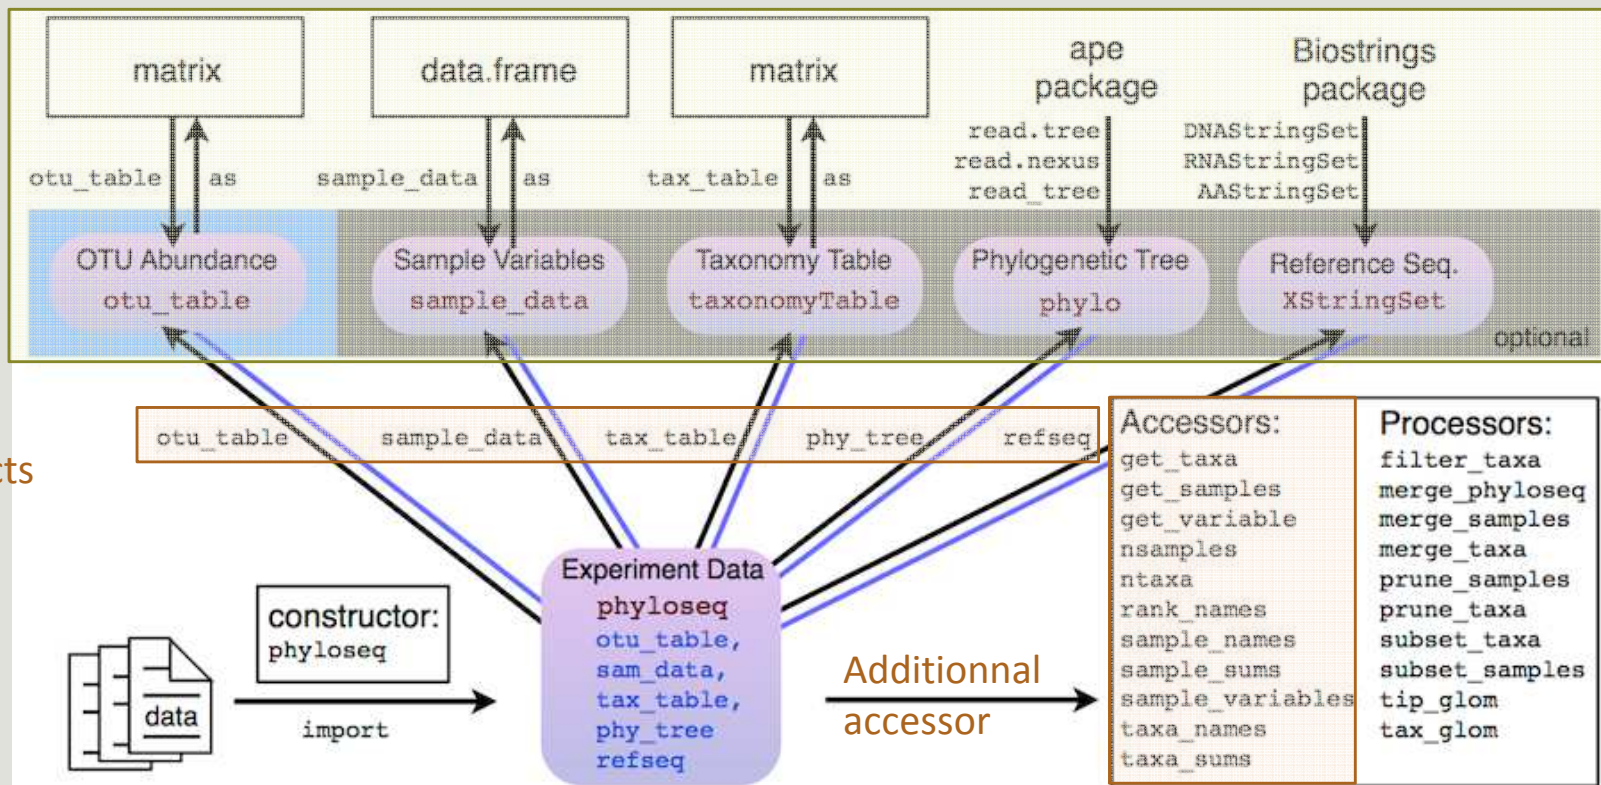 matrix
data.frame
matrix
ape
package
Biostrings
package
otu_table
as
sample_data
as
tax_table
as
read.tree
read.nexus
read_tree
DNAStringSet
RNAStringSet
AAStringSet
OTU Abundance
otu_table
Sample Variables
sample_data
Taxonomy Table
taxonomyTable
Phylogenetic Tree
phylo
Reference Seq.
XStringSet
optional
otu_table
sample_data
tax_table
phy_tree
refseq
cts
data
constructor:
phyloseq
import
Experiment Data
phyloseq
otu_table,
sam_data,
tax_table,
phy_tree
refseq
Additionnal
accessor
Accessors:
get_taxa
get_samples
get_variable
nsamples
ntaxa
rank_names
sample_names
sample_sums
sample_variables
taxa_names
taxa_sums
Processors:
filter_taxa
merge_phyloseq
merge_samples
merge_taxa
prune_samples
prune_taxa
subset_taxa
subset_samples
tip_glom
tax_glom